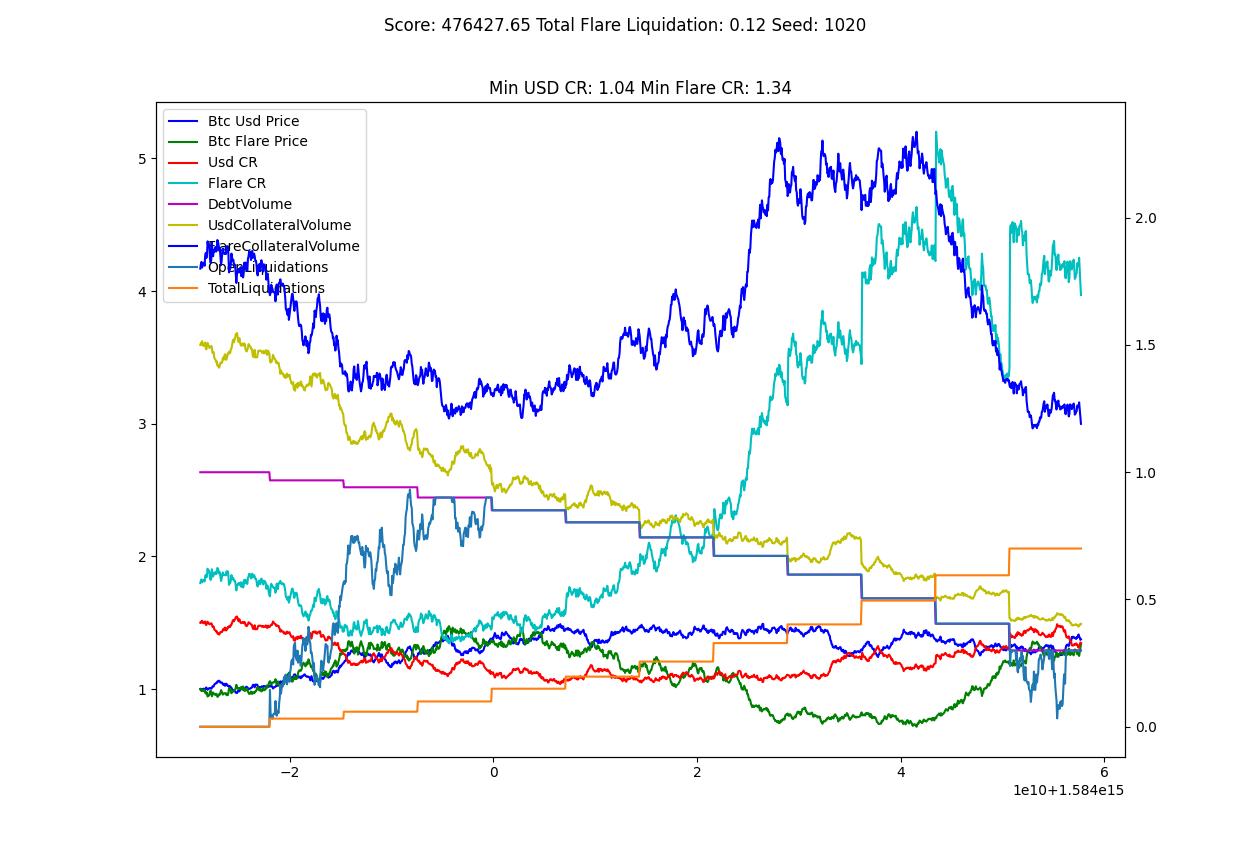 Score: 476427.65 Total Flare Liquidation: 0.12 Seed: 1020
Min USD CR: 1.04 Min Flare CR: 1.34
Btc Usd Price
Btc Flare Price
Usd CR
Flare CR
DebtVolume
UsdCollateralVolume
FlareCollateralVolume
OpenLiquidations
TotalLiquidations
5
4
3
2
1
2.0
1.5
1.0
0.5
0.0
−2
0
2
4
6
1e10+1.584e15